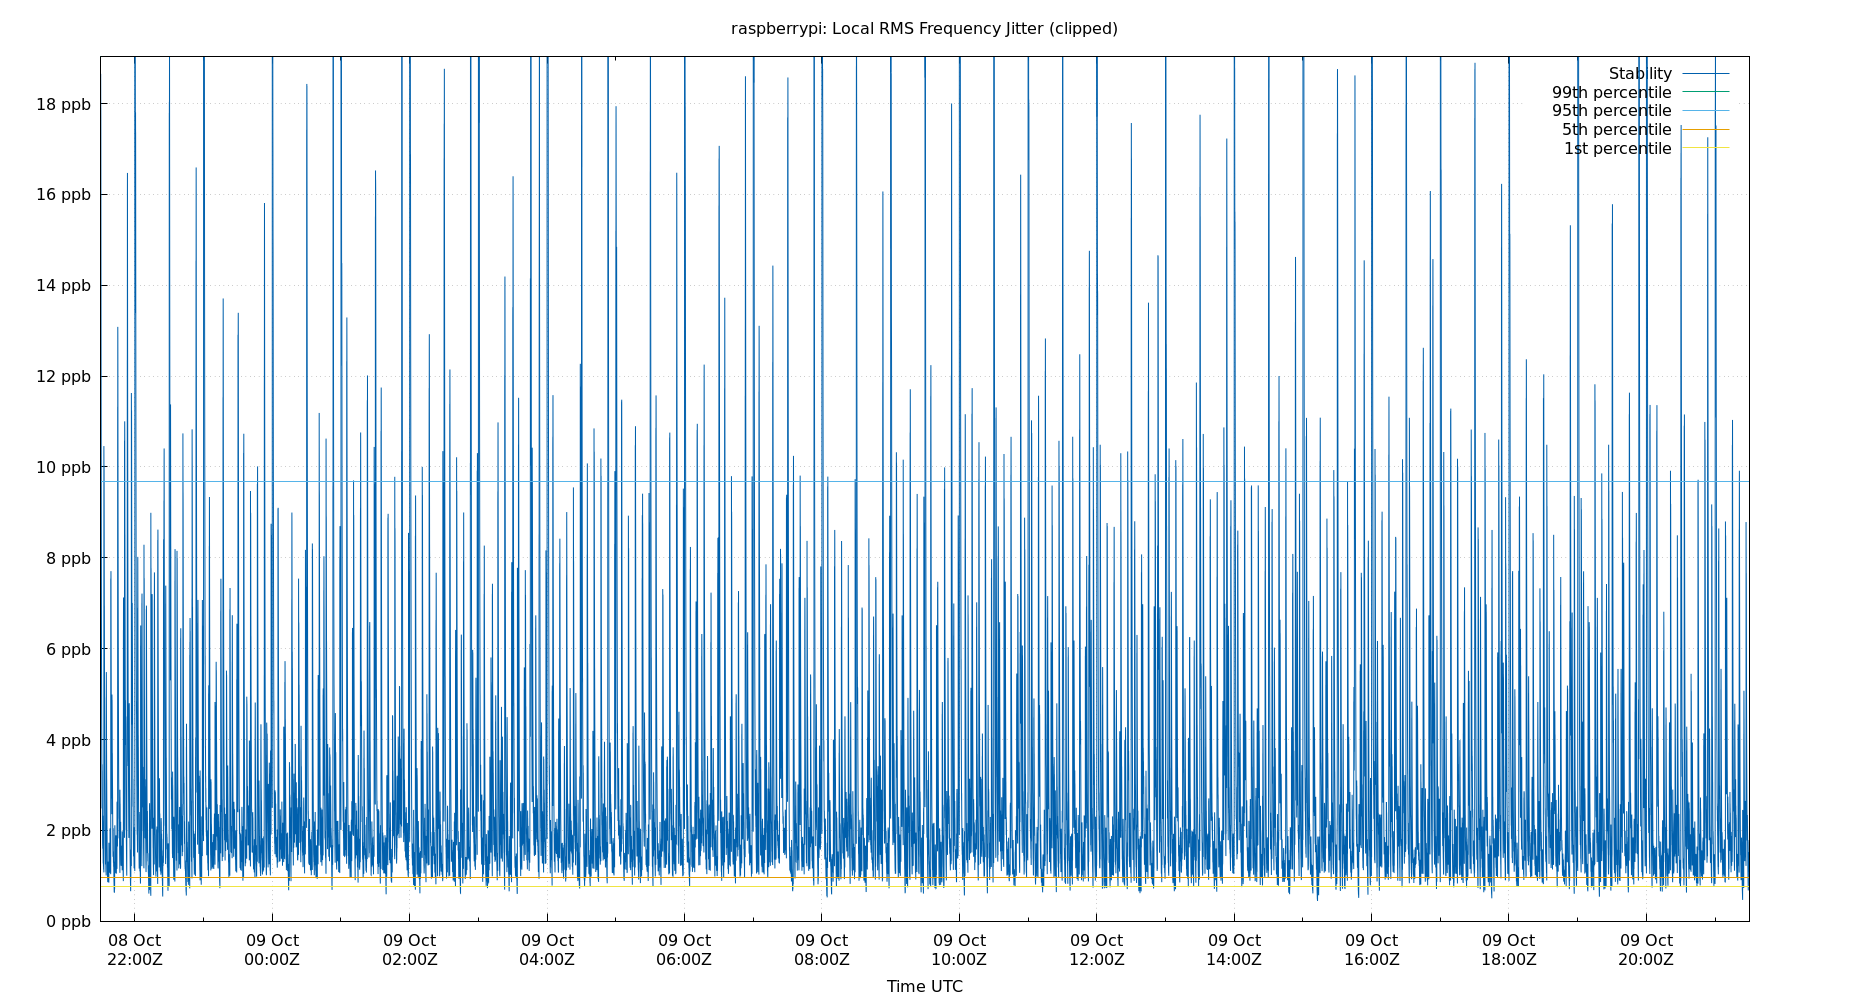 raspberrypi: Local RMS Frequency Jitter (clipped)
Stability
99th percentile
95th percentile
5th percentile
1st percentile
18 ppb
16 ppb
14 ppb
12 ppb
10 ppb
8 ppb
6 ppb
4 ppb
2 ppb
0 ppb
08 Oct 09 Oct 09 Oct 09 Oct 09 Oct 09 Oct 09 Oct 09 Oct 09 Oct 09 Oct 09 Oct 09 Oct
22:00Z 00:00Z 02:00Z 04:00Z 06:00Z 08:00Z 10:00Z 12:00Z 14:00Z 16:00Z 18:00Z 20:00Z
Time UTC